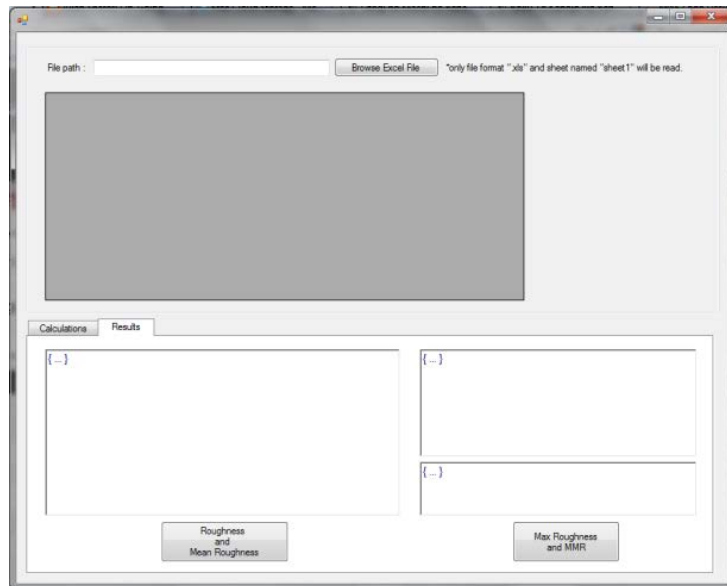 File path :
Browse Excel File
"only file format ".xls" and sheet named "sheet1" will be read.
Calculations
Results
{ ... }
{ ... }
{ ... }
Roughness
and
Mean Roughness
Max Roughness
and MMR